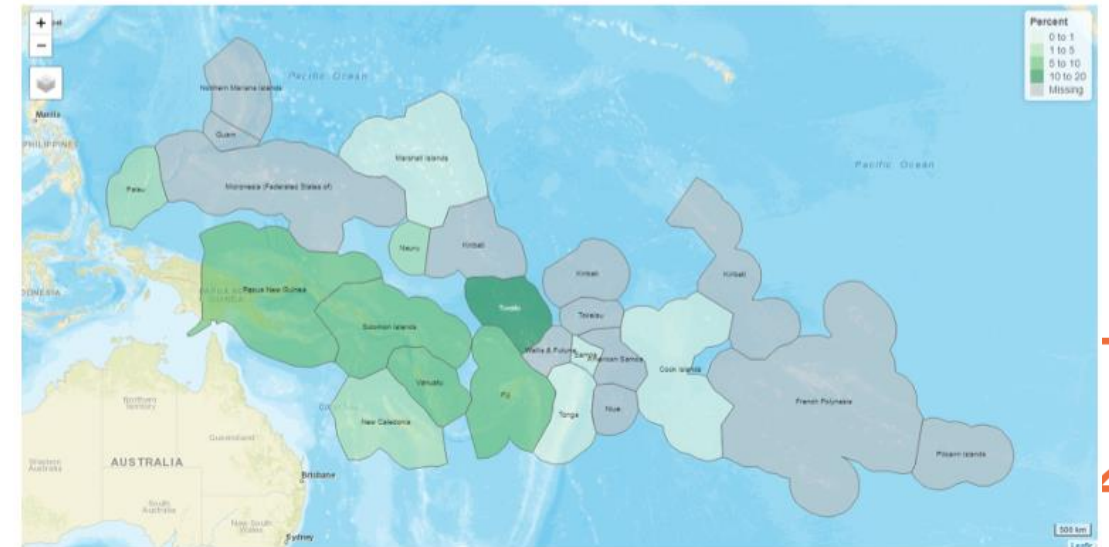 +
−
Manila
PHILIPPINE
Pacific Ocean
Percent
0 to 1
1 to 5
5 to 10
10 to 20
Missing
Northern Mariana Islands
Guam
Marshall Islands
Pacific Ocean
Palau
Micronesia (Federated States of)
Nauru
Kiribati
Kiribati
Kiribati
Papua New Guinea
Tuvalu
Tokelau
Solomon Islands
Wallis & Futuna
Samoa
American Samoa
Cook Islands
Vanuatu
Fiji
French Polynesia
New Caledonia
Tonga
Niue
Northern
Territory
Queensland
Pitcairn Islands
AUSTRALIA
Western
Australia
Brisbane
South
Australia
New South
Wales
Sydney
500 km
Leaflet